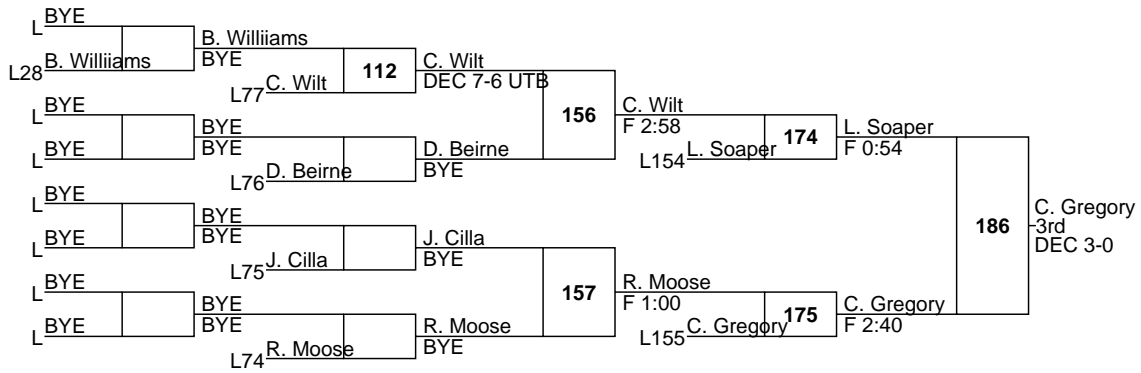 L BYE
L28 B. Williiams
B. Williiams
BYE
L77 C. Wilt
112
C. Wilt
DEC 7-6 UTB
L BYE
L BYE
BYE
BYE
L76 D. Beirne
D. Beirne
BYE
156
C. Wilt
F 2:58
L154 L. Soaper
174
L. Soaper
F 0:54
L BYE
L BYE
BYE
BYE
L75 J. Cilla
J. Cilla
BYE
L BYE
L BYE
BYE
BYE
L74 R. Moose
R. Moose
BYE
157
R. Moose
F 1:00
L155 C. Gregory
175
C. Gregory
F 2:40
186
C. Gregory
3rd
DEC 3-0